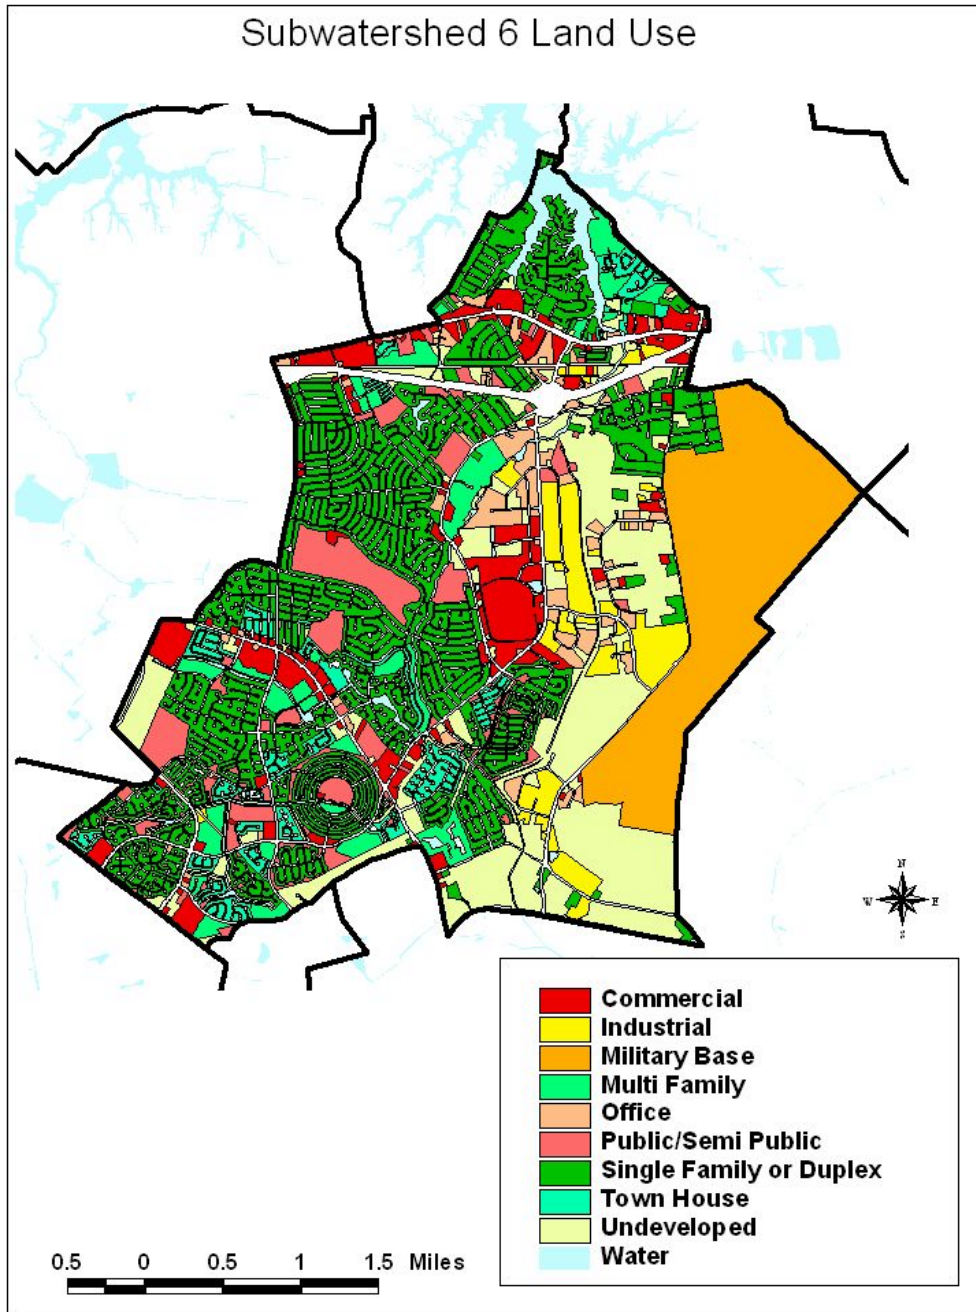 Subwatershed 6 Land Use
N
W E
S
Commercial
Industrial
Military Base
Multi Family
Office
Public/Semi Public
Single Family or Duplex
Town House
Undeveloped
Water
0.5 0 0.5 1 1.5 Miles